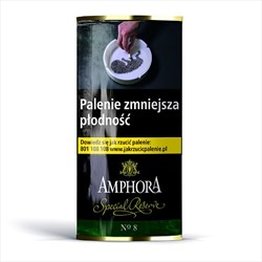 Palenie zmniejsza
płodność
Dowiedz się jak rzucić palenie:
801 108 108 www.jakrzucicpalenie.pl
AMPHORA
Special Reserve
No 8